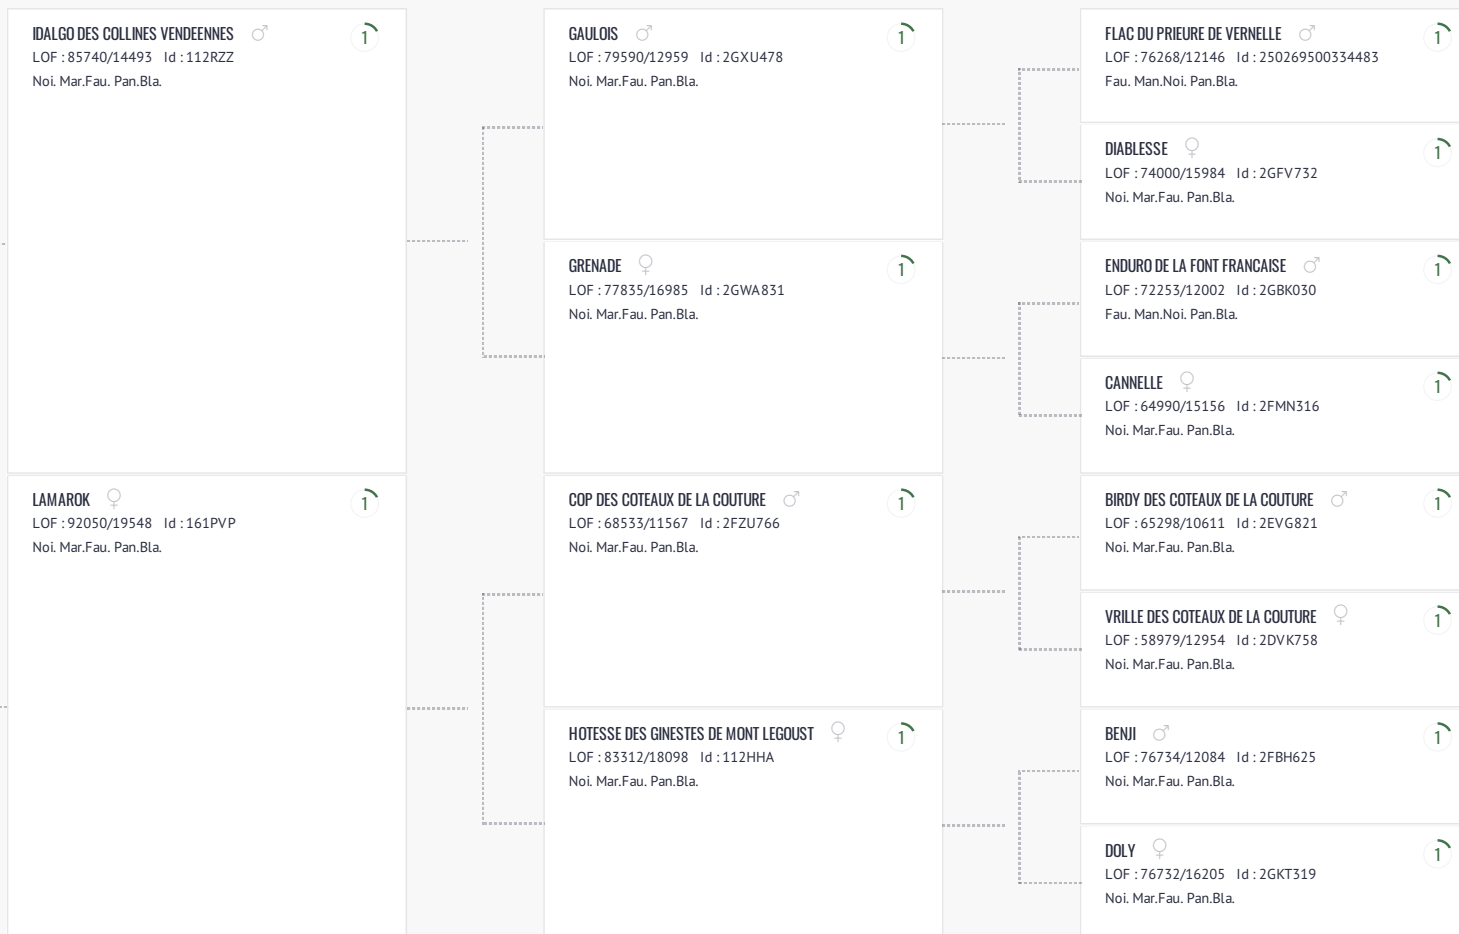 IDALGO DES COLLINES VENDEENNES ♂ 1
LOF : 85740/14493 Id : 112RZZ
Noi. Mar.Fau. Pan.Bla.
LAMAROK ♀ 1
LOF : 92050/19548 Id : 161PVP
Noi. Mar.Fau. Pan.Bla.
GAULOIS ♂ 1
LOF : 79590/12959 Id : 2GXU478
Noi. Mar.Fau. Pan.Bla.
GRENADE ♀ 1
LOF : 77835/16985 Id : 2GWA831
Noi. Mar.Fau. Pan.Bla.
COP DES COTEAUX DE LA COUTURE ♂ 1
LOF : 68533/11567 Id : 2FZU766
Noi. Mar.Fau. Pan.Bla.
HOTESSE DES GINESTES DE MONT LEGOUST ♀ 1
LOF : 83312/18098 Id : 112HHA
Noi. Mar.Fau. Pan.Bla.
FLAC DU PRIEURE DE VERNELLE ♂ 1
LOF : 76268/12146 Id : 250269500334483
Fau. Man.Noi. Pan.Bla.
DIABLESSE ♀ 1
LOF : 74000/15984 Id : 2GFV732
Noi. Mar.Fau. Pan.Bla.
ENDURO DE LA FONT FRANCAISE ♂ 1
LOF : 72253/12002 Id : 2GBK030
Fau. Man.Noi. Pan.Bla.
CANNELLE ♀ 1
LOF : 64990/15156 Id : 2FMN316
Noi. Mar.Fau. Pan.Bla.
BIRDY DES COTEAUX DE LA COUTURE ♂ 1
LOF : 65298/10611 Id : 2EVG821
Noi. Mar.Fau. Pan.Bla.
VRILLE DES COTEAUX DE LA COUTURE ♀ 1
LOF : 58979/12954 Id : 2DVK758
Noi. Mar.Fau. Pan.Bla.
BENJI ♂ 1
LOF : 76734/12084 Id : 2FBH625
Noi. Mar.Fau. Pan.Bla.
DOLY ♀ 1
LOF : 76732/16205 Id : 2GKT319
Noi. Mar.Fau. Pan.Bla.